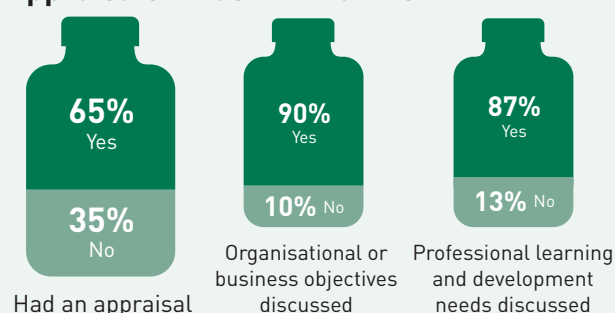 65%
Yes
35%
No
Had an appraisal
90%
Yes
10% No
Organisational or
business objectives
discussed
87%
Yes
13% No
Professional learning
and development
needs discussed